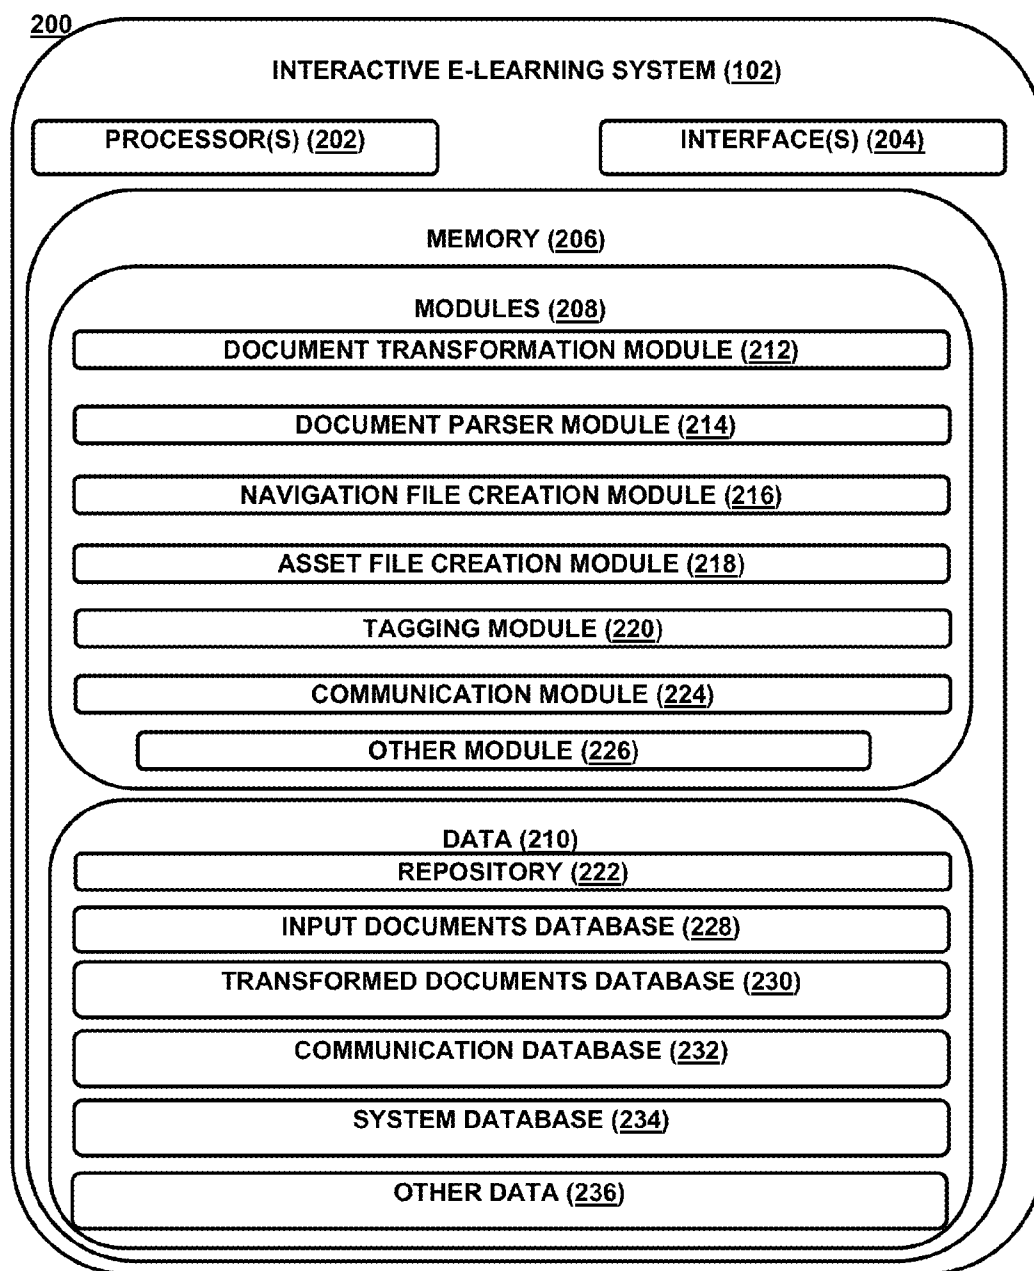 200
INTERACTIVE E-LEARNING SYSTEM (102)
PROCESSOR(S) (202)
INTERFACE(S) (204)
MEMORY (206)
MODULES (208)
DOCUMENT TRANSFORMATION MODULE (212)
DOCUMENT PARSER MODULE (214)
NAVIGATION FILE CREATION MODULE (216)
ASSET FILE CREATION MODULE (218)
TAGGING MODULE (220)
COMMUNICATION MODULE (224)
OTHER MODULE (226)
DATA (210)
REPOSITORY (222)
INPUT DOCUMENTS DATABASE (228)
TRANSFORMED DOCUMENTS DATABASE (230)
COMMUNICATION DATABASE (232)
SYSTEM DATABASE (234)
OTHER DATA (236)